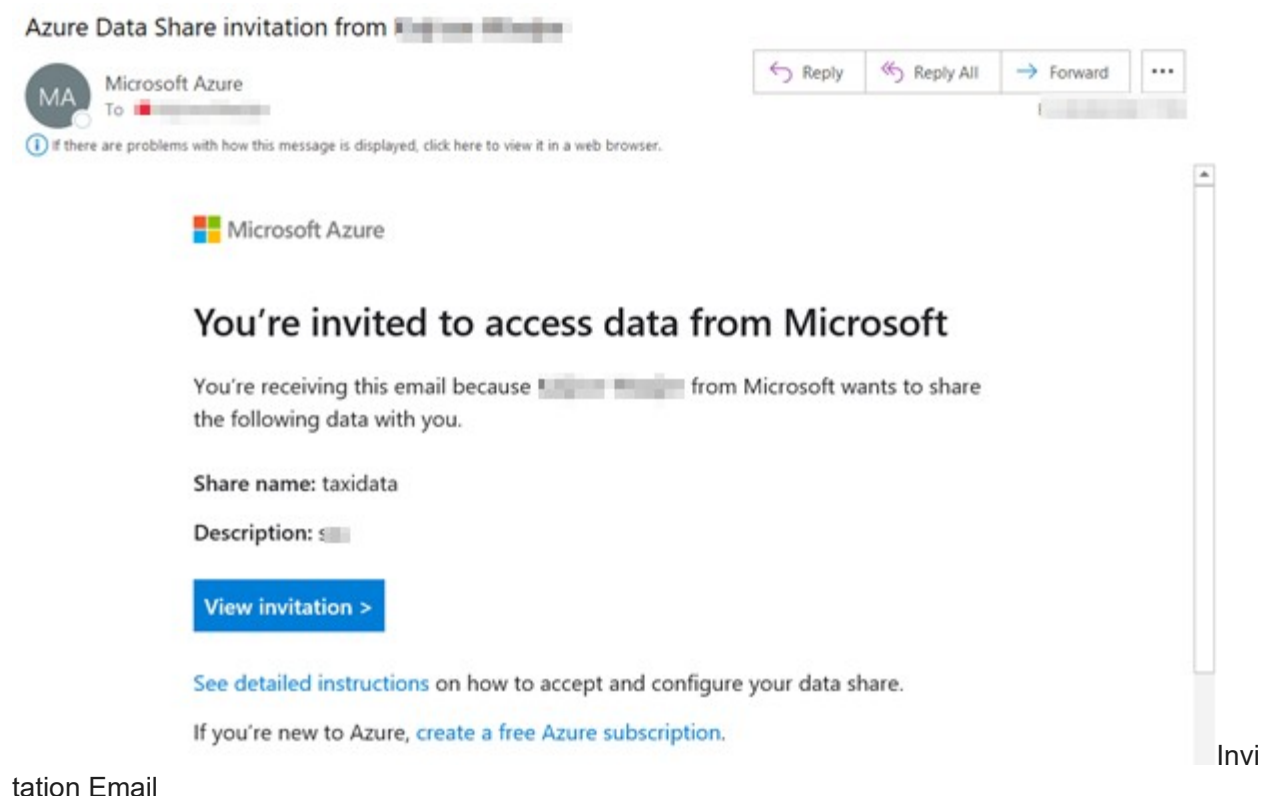 Azure Data Share invitation from
Reply
Reply All
Forward
MA
Microsoft Azure
To
If there are problems with how this message is displayed, click here to view it in a web browser.
Microsoft Azure
You're invited to access data from Microsoft
You're receiving this email because from Microsoft wants to share
the following data with you.
Share name: taxidata
Description:
View invitation >
See detailed instructions on how to accept and configure your data share.
If you're new to Azure, create a free Azure subscription.
Invi
tation Email